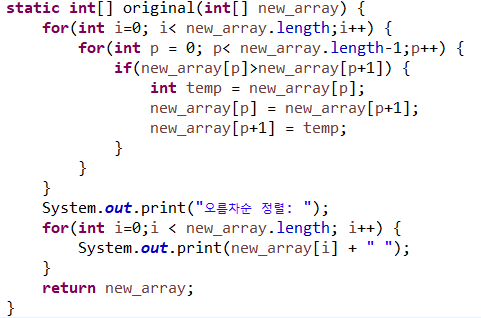 static int[] original(int[] new_array) {
    for(int i=0; i< new_array.length;i++) {
        for(int p = 0; p< new_array.length-1;p++) {
            if(new_array[p]>new_array[p+1]) {
                int temp = new_array[p];
                new_array[p] = new_array[p+1];
                new_array[p+1] = temp;
            }
        }
    }
    System.out.print("오름차순 정렬: ");
    for(int i=0;i < new_array.length; i++) {
        System.out.print(new_array[i] + " ");
    }
    return new_array;
}